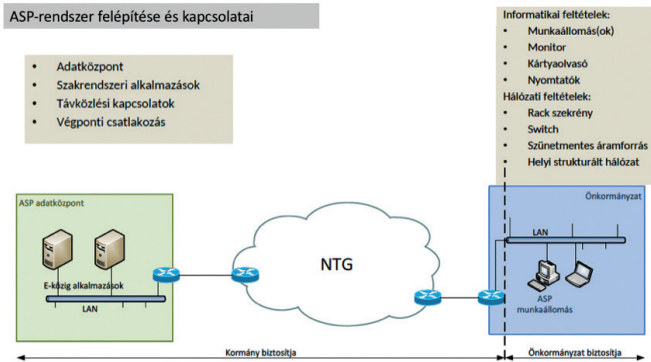 ASP-rendszer felépítése és kapcsolatai
• Adatközpont
• Szakrendszeri alkalmazások
• Távközlési kapcsolatok
• Végponti csatlakozás
Informatikai feltételek:
• Munkaállomás(ok)
• Monitor
• Kártyaolvasó
• Nyomtatók
Hálózati feltételek:
• Rack szekrény
• Switch
• Szünetmentes áramforrás
• Helyi strukturált hálózat
ASP adatközpont
E-közig alkalmazások
LAN
NTG
Önkormányzat
LAN
ASP
munkaállomás
Kormány biztosítja
Önkormányzat biztosítja